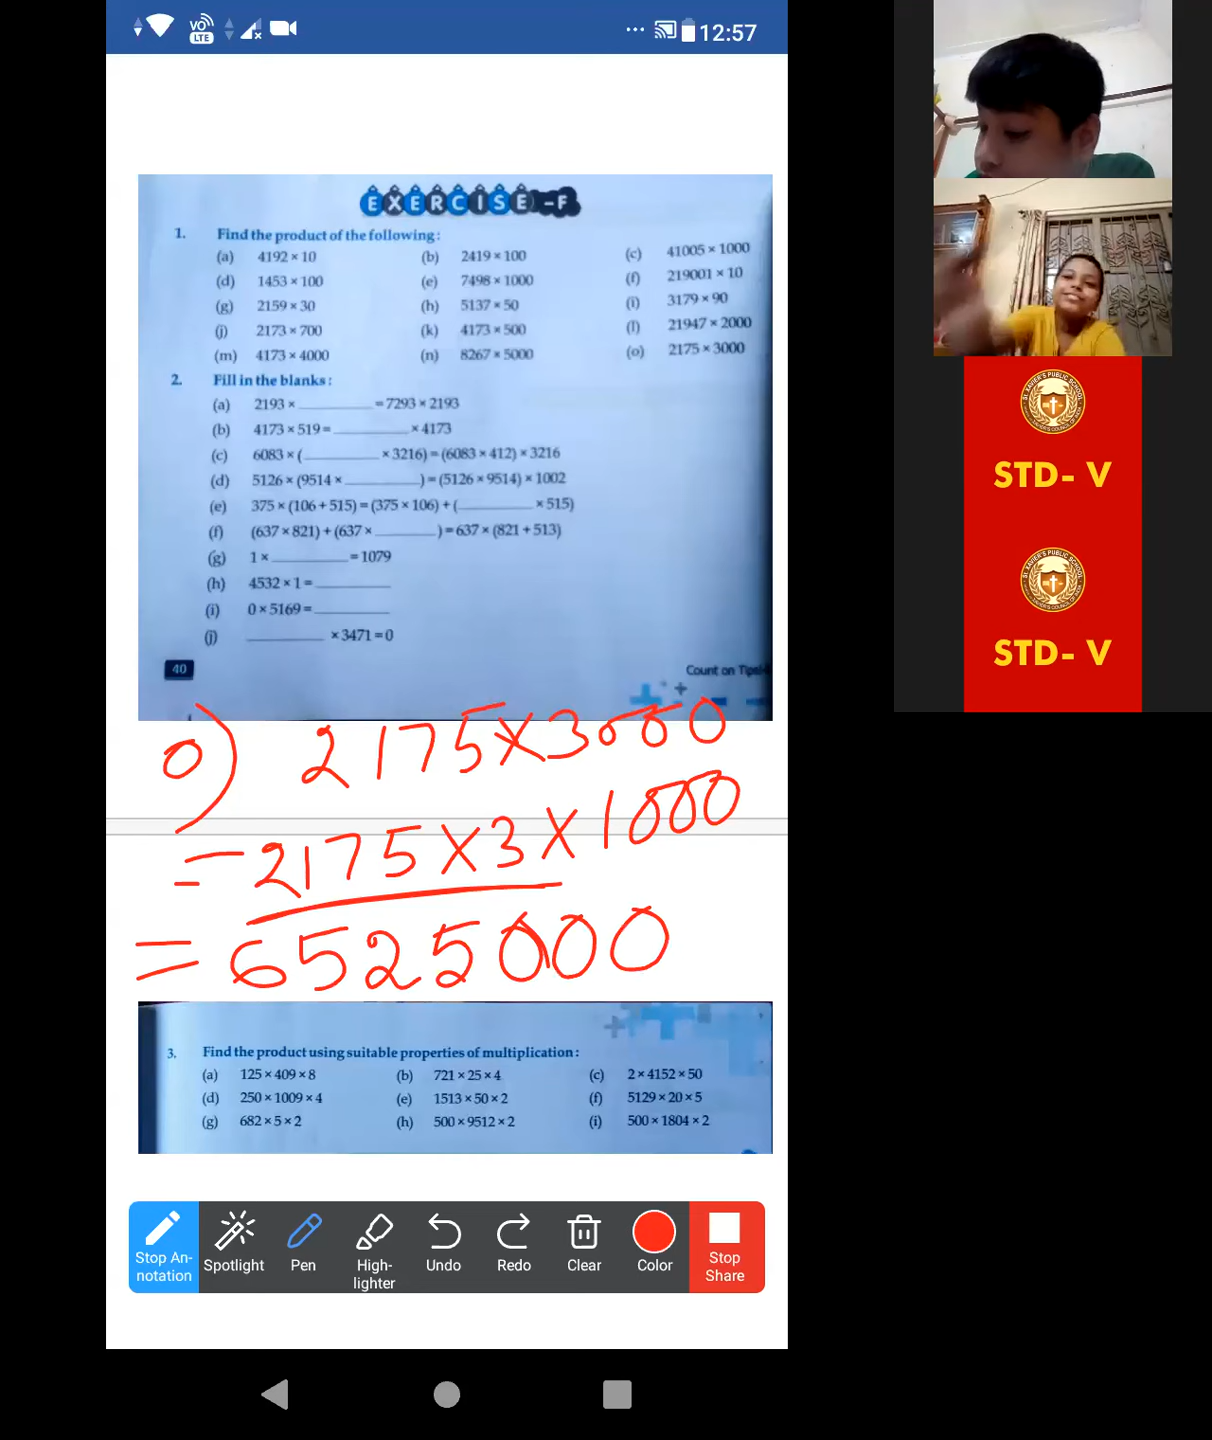 VO
LTE
12:57
EXERCISE-F
1. Find the product of the following:
(a) 4192 × 10 (b) 2419 × 100 (c) 41005 × 1000
(d) 1453 × 100 (e) 7498 × 1000 (f) 219001 × 10
(g) 2159 × 30 (h) 5137 × 50 (i) 3179 × 90
(j) 2173 × 700 (k) 4173 × 500 (l) 21947 × 2000
(m) 4173 × 4000 (n) 8267 × 5000 (o) 2175 × 3000
2. Fill in the blanks:
(a) 2193 × ________ = 7293 × 2193
(b) 4173 × 519 = ________ × 4173
(c) 6083 × (________ × 3216) = (6083 × 412) × 3216
(d) 5126 × (9514 × ________) = (5126 × 9514) × 1002
(e) 375 × (106 + 515) = (375 × 106) + (________ × 515)
(f) (637 × 821) + (637 × ________) = 637 × (821 + 513)
(g) 1 × ________ = 1079
(h) 4532 × 1 = ________
(i) 0 × 5169 = ________
(j) ________ × 3471 = 0
40
Count on Tips!
o) 2175×3000
= 2175×3×1000
= 6525000
3. Find the product using suitable properties of multiplication:
(a) 125 × 409 × 8 (b) 721 × 25 × 4 (c) 2 × 4152 × 50
(d) 250 × 1009 × 4 (e) 1513 × 50 × 2 (f) 5129 × 20 × 5
(g) 682 × 5 × 2 (h) 500 × 9512 × 2 (i) 500 × 1804 × 2
Stop An-
notation
Spotlight
Pen
High-
lighter
Undo
Redo
Clear
Color
Stop
Share
STD- V
STD- V